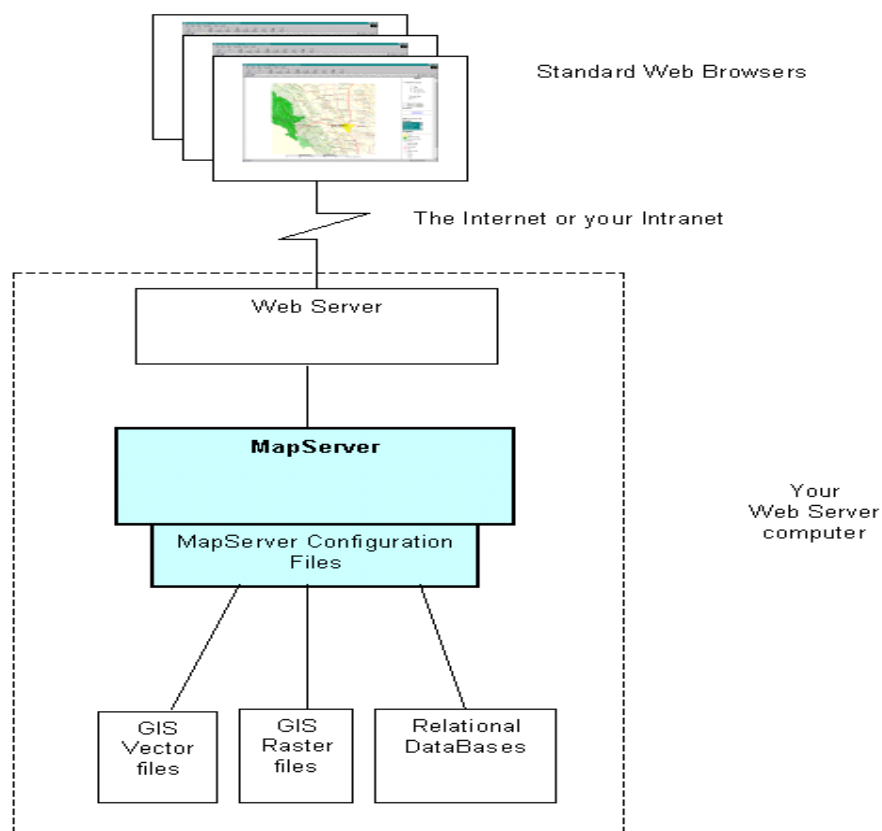 Standard Web Browsers
The Internet or your Intranet
Web Server
MapServer
MapServer Configuration
Files
Your
Web Server
computer
GIS
Vector
files
GIS
Raster
files
Relational
DataBases